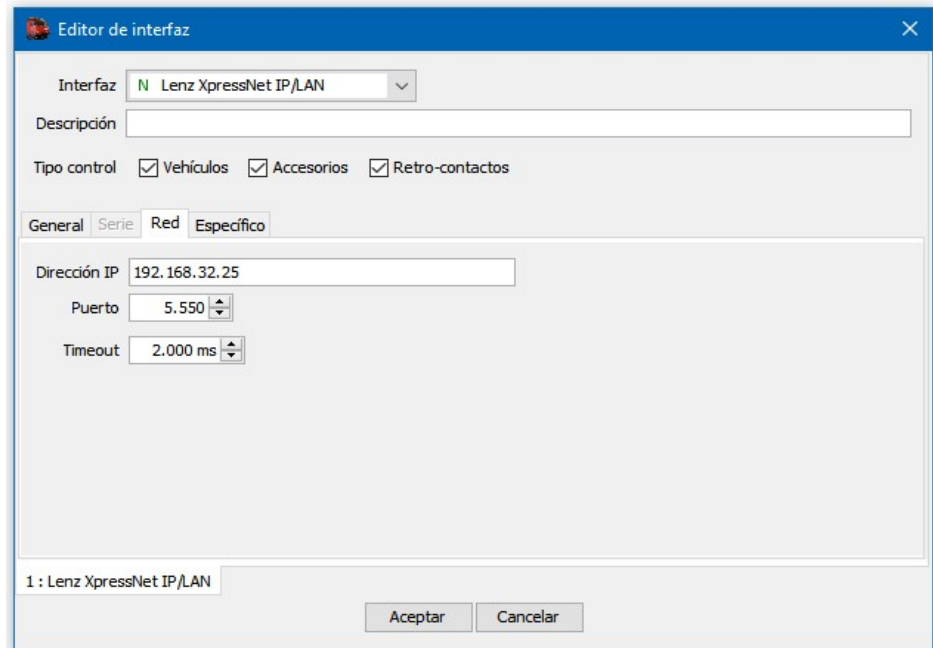 Editor de interfaz
Interfaz N Lenz XpressNet IP/LAN
Descripción
Tipo control Vehículos Accesorios Retro-contactos
General Serie Red Específico
Dirección IP 192.168.32.25
Puerto 5.550
Timeout 2.000 ms
1 : Lenz XpressNet IP/LAN
Aceptar Cancelar